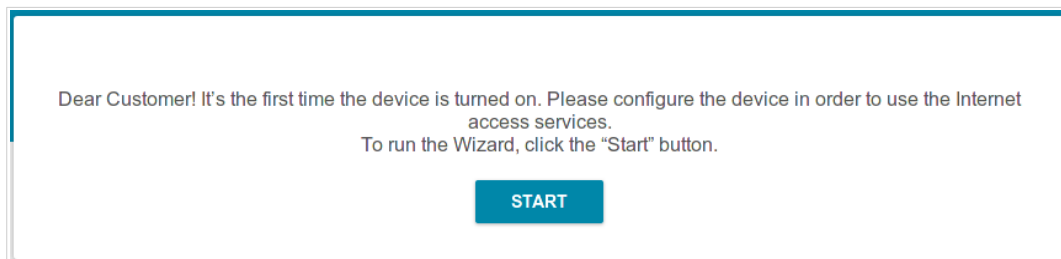 Dear Customer! It’s the first time the device is turned on. Please configure the device in order to use the Internet
access services.
To run the Wizard, click the “Start” button.
START